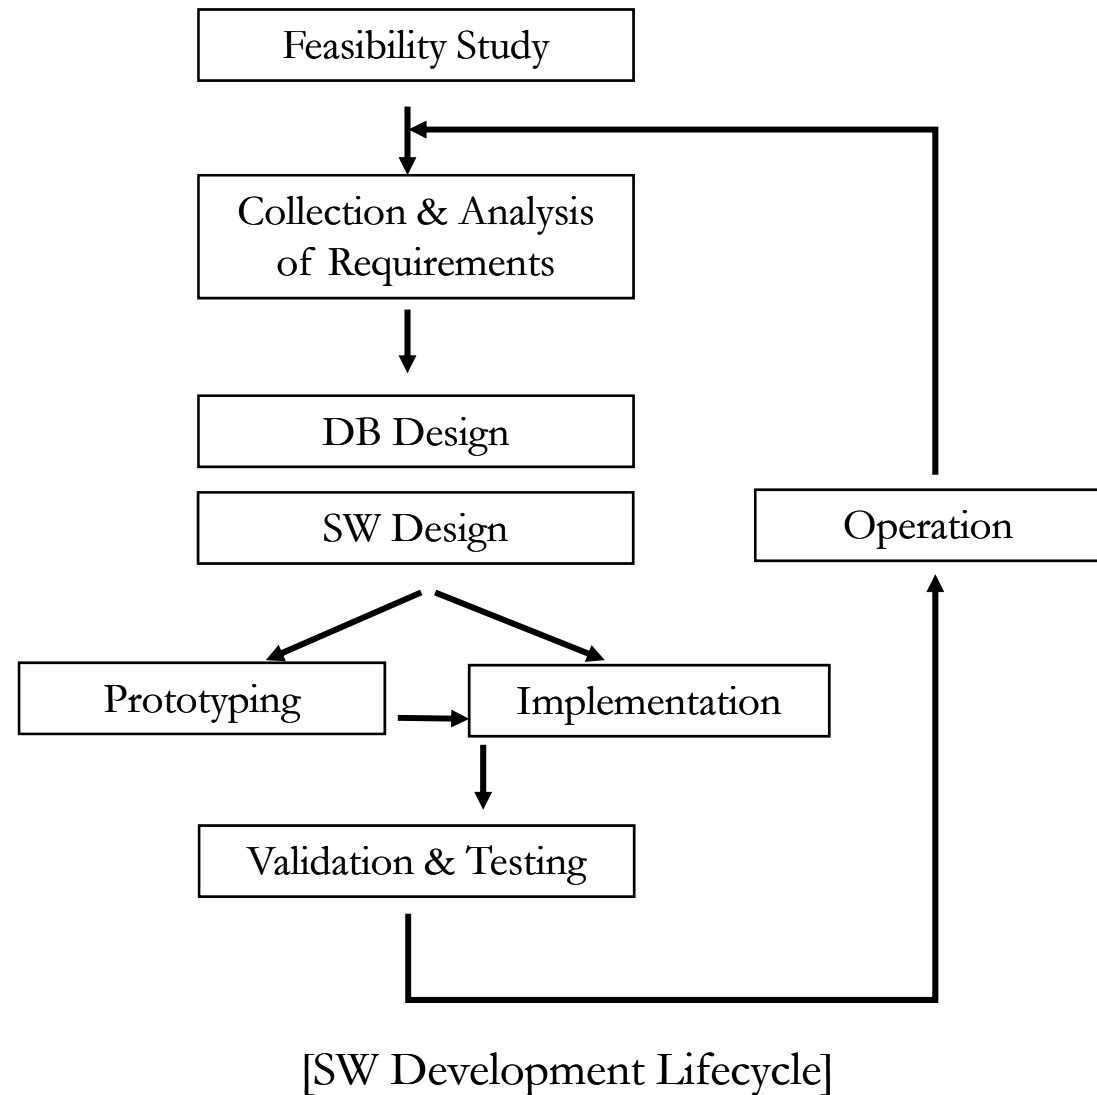 Feasibility Study
Collection & Analysis
of Requirements
DB Design
SW Design
Operation
Prototyping
Implementation
Validation & Testing
[SW Development Lifecycle]